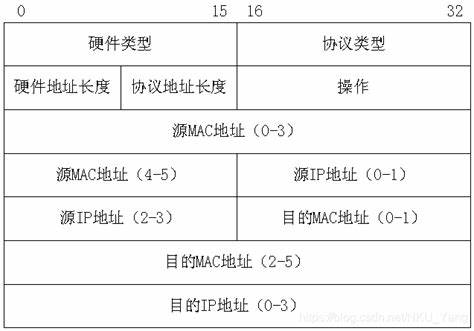 0 15 16 32
硬件类型 协议类型
硬件地址长度 协议地址长度 操作
源MAC地址（0-3）
源MAC地址（4-5） 源IP地址（0-1）
源IP地址（2-3） 目的MAC地址（0-1）
目的MAC地址（2-5）
目的IP地址（0-3）
https://blog.csdn.net/NKU_Yang